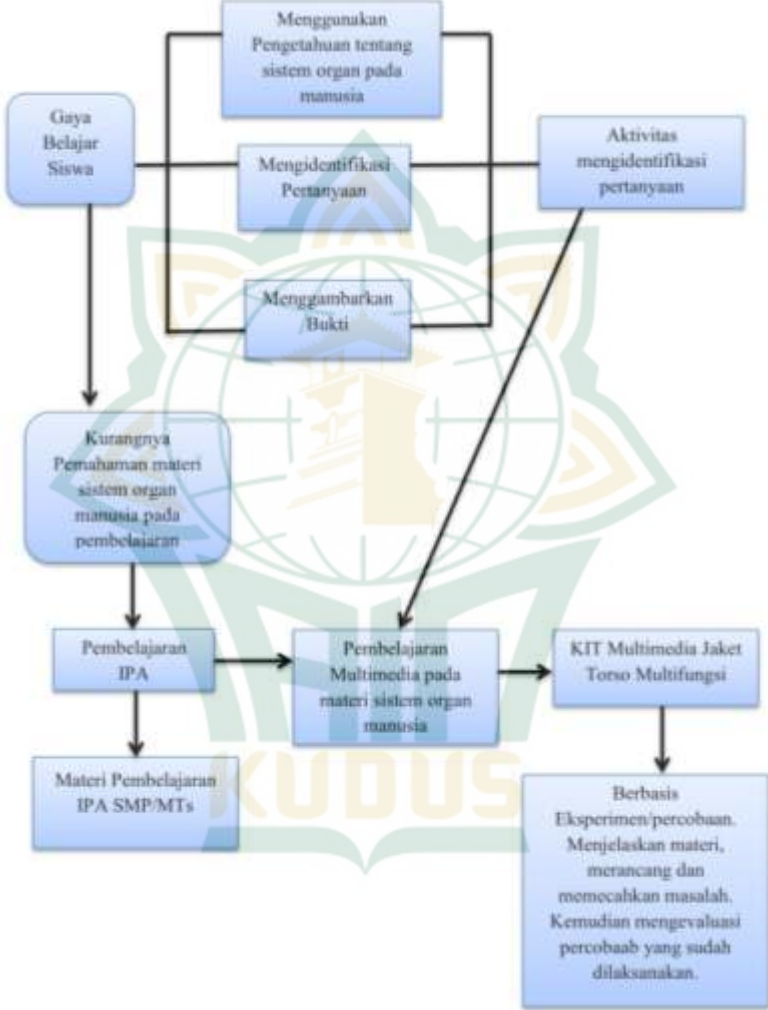 Menggunakan
Pengetahuan tentang
sistem organ pada
manusia
Gaya
Belajar
Siswa
Mengidentifikasi
Pertanyaan
Aktivitas
mengidentifikasi
pertanyaan
Menggambarkan
Bukti
Kurangnya
Pemahaman materi
sistem organ
manusia pada
pembelajaran
Pembelajaran
IPA
Pembelajaran
Multimedia pada
materi sistem organ
manusia
KIT Multimedia Jaket
Torso Multifungsi
Materi Pembelajaran
IPA SMP/MTs
Berbasis
Eksperimen/percobaan.
Menjelaskan materi,
merancang dan
memecahkan masalah.
Kemudian mengevaluasi
percobaab yang sudah
dilaksanakan.
KUDUS